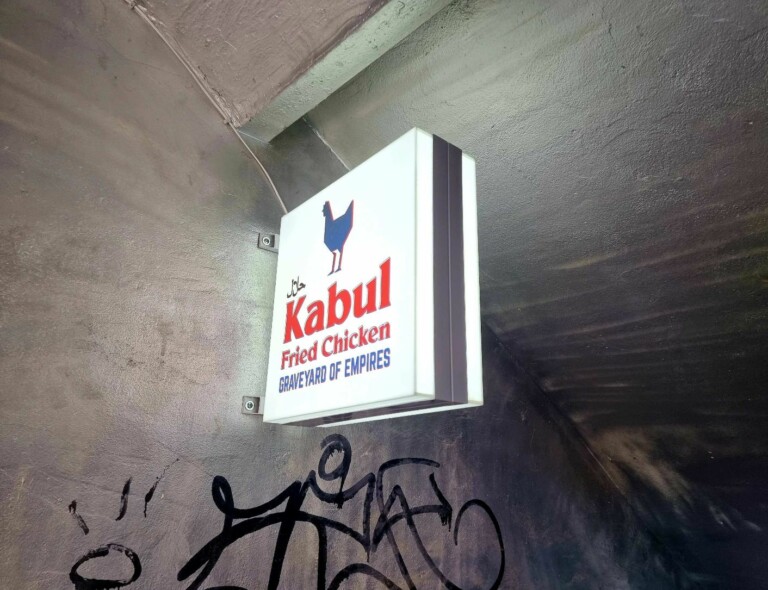 حلال
Kabul
Fried Chicken
GRAVEYARD OF EMPIRES